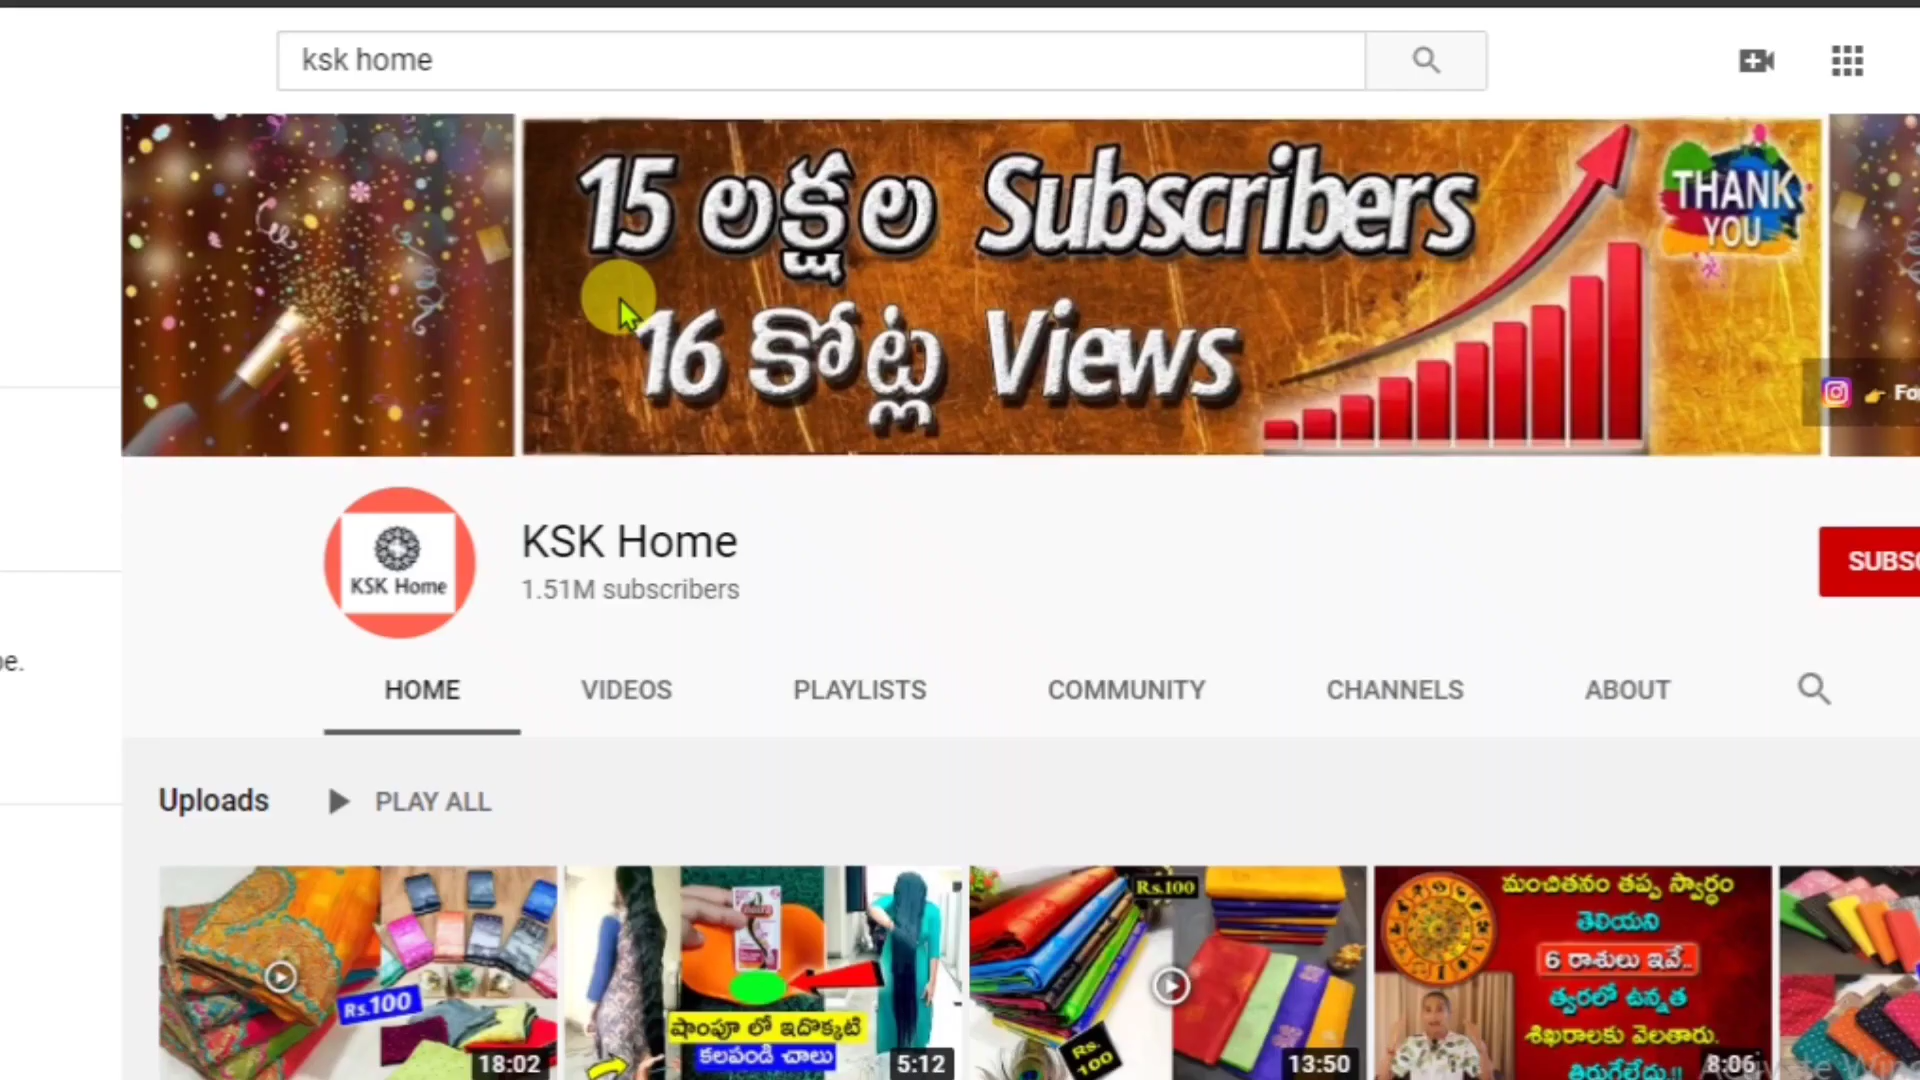 ksk home
15 లక్షల Subscribers
THANK
YOU
16 కోట్ల Views
KSK Home
KSK Home
1.51M subscribers
HOME VIDEOS PLAYLISTS COMMUNITY CHANNELS ABOUT
Uploads PLAY ALL
Rs.100
18:02
షాంపూ లో ఇదొక్కటి
కలపండి చాలు
5:12
Rs.100
Rs.
100
13:50
మంచితనం తప్ప స్వార్ధం
తెలియని
6 రాశులు ఇవే..
త్వరలో ఉన్నత
శిఖరాలకు వెలతారు.
తిరుగేలేదు.!!
8:06